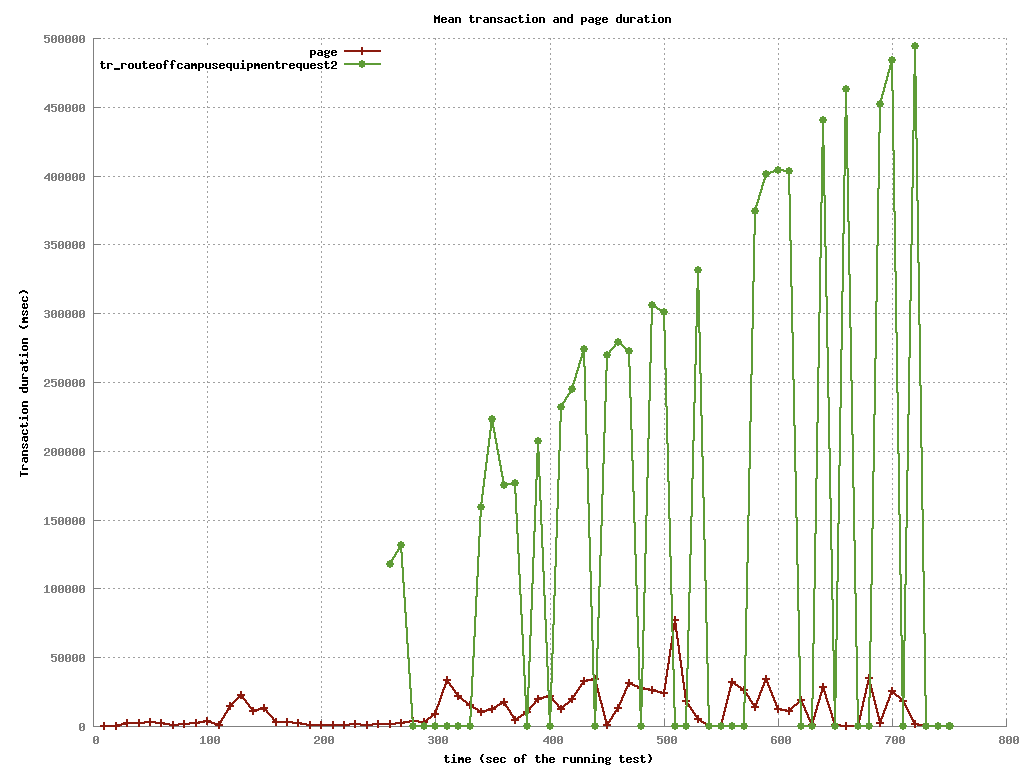 Mean transaction and page duration
page
tr_routeoffcampusequipmentrequest2
Transaction duration (msec)
500000
450000
400000
350000
300000
250000
200000
150000
100000
50000
0
0 100 200 300 400 500 600 700 800
time (sec of the running test)